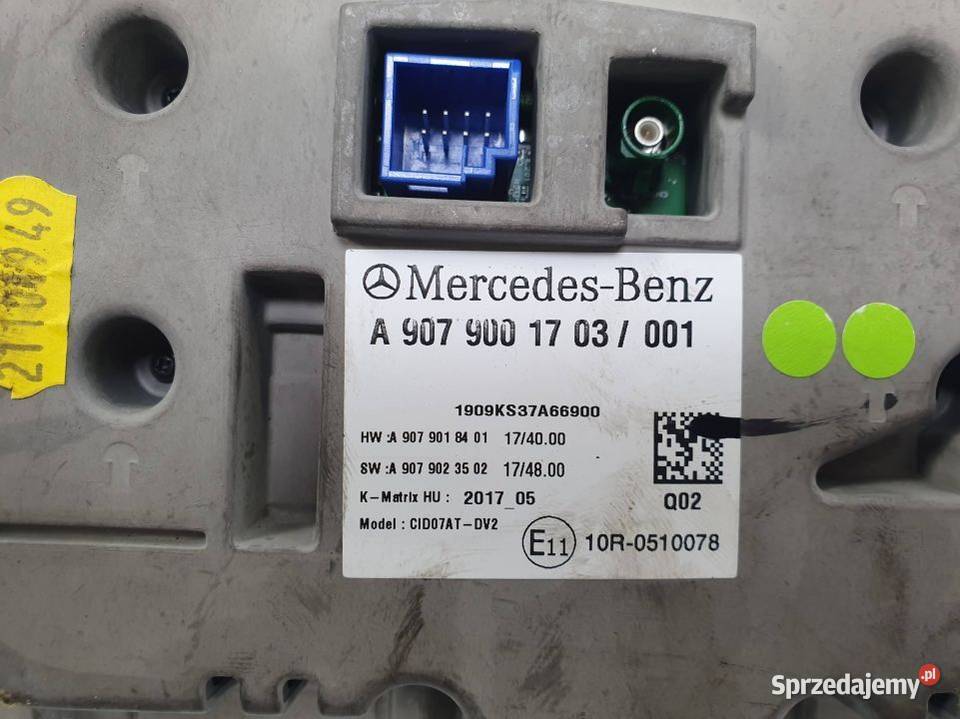 Mercedes-Benz
A 907 900 17 03 / 001
1909KS37A66900
HW :A 907 901 84 01 17/40.00
SW :A 907 902 35 02 17/48.00
K-Matrix HU : 2017_05
Model : CID07AT-DV2
Q02
E11 10R-0510078
Sprzedajemy.pl